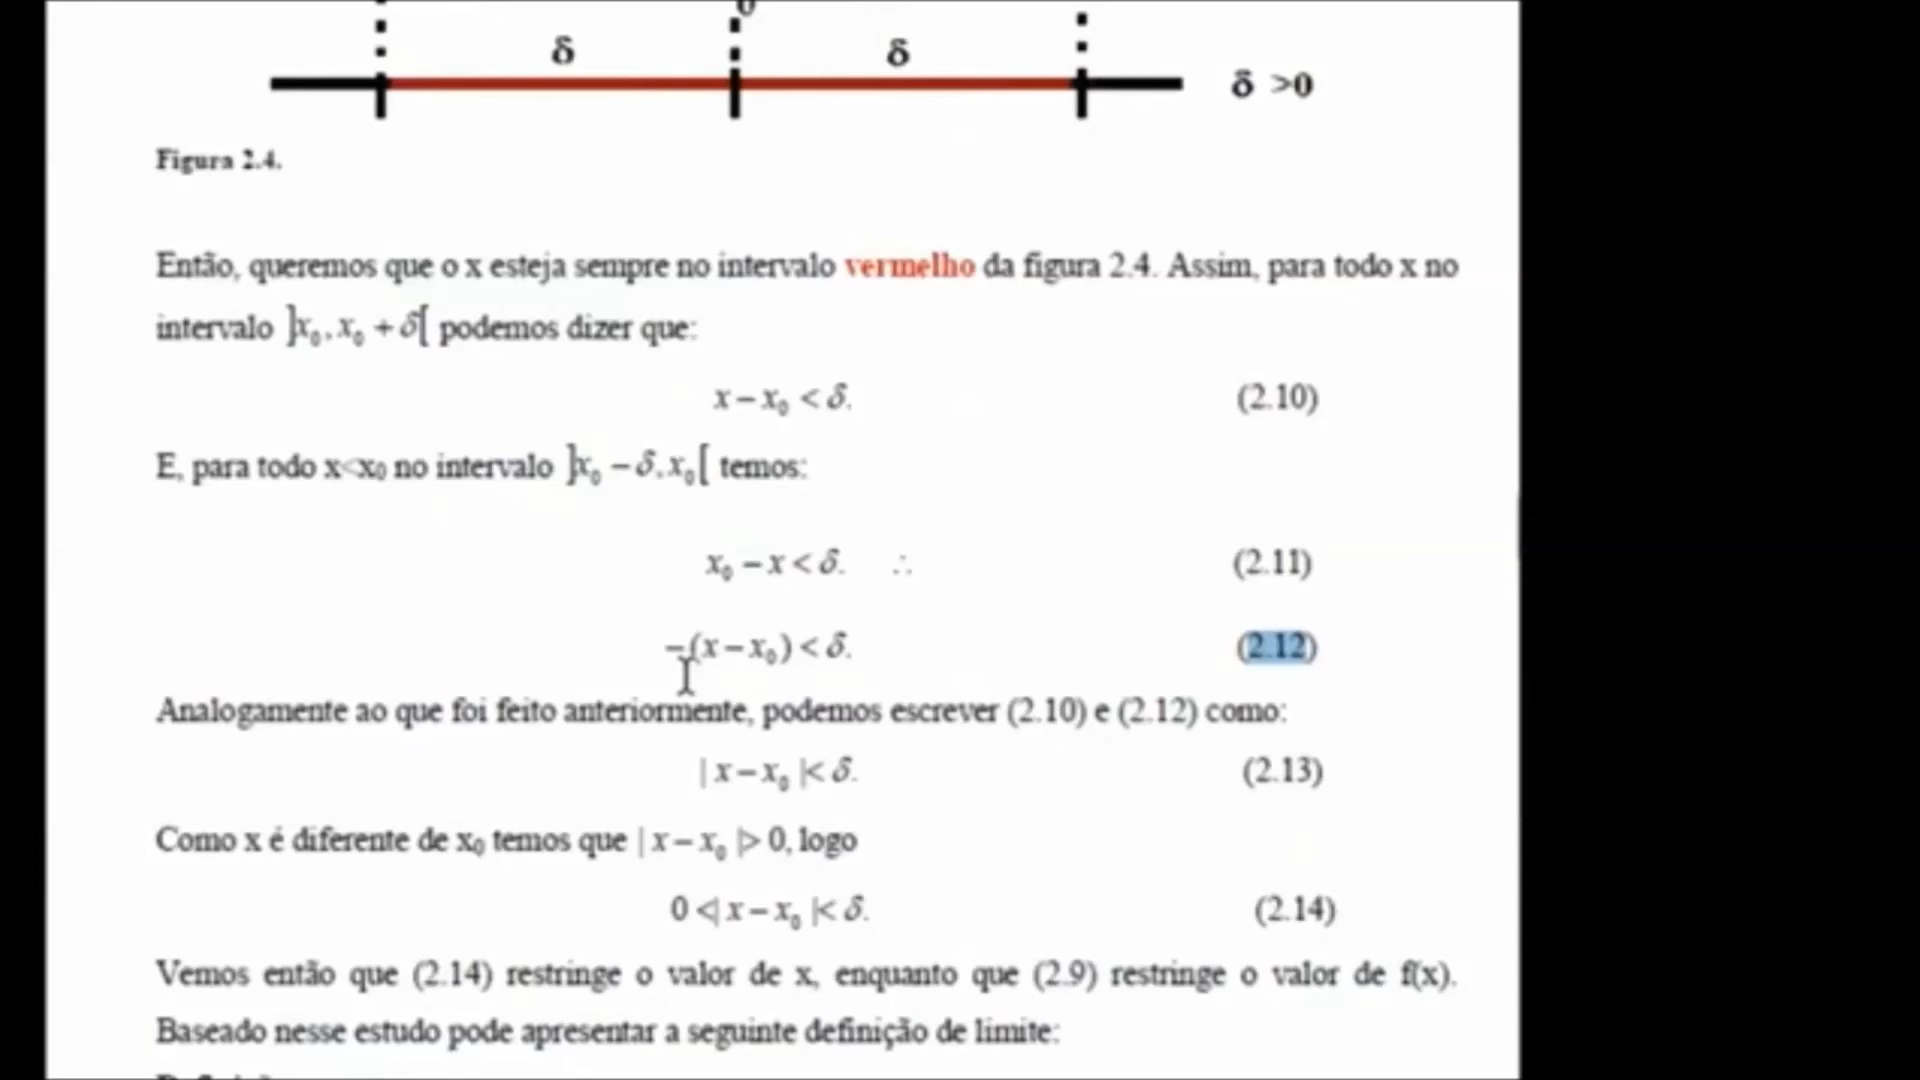 δ δ δ >0
Figura 2.4.
Então, queremos que o x esteja sempre no intervalo vermelho da figura 2.4. Assim, para todo x no
intervalo ]x₀, x₀ + δ[ podemos dizer que:
x − x₀ < δ. (2.10)
E, para todo x<x₀ no intervalo ]x₀ − δ, x₀[ temos:
x₀ − x < δ. ∴ (2.11)
−(x − x₀) < δ. (2.12)
Analogamente ao que foi feito anteriormente, podemos escrever (2.10) e (2.12) como:
| x − x₀ |< δ. (2.13)
Como x é diferente de x₀ temos que | x − x₀ |> 0, logo
0 <| x − x₀ |< δ. (2.14)
Vemos então que (2.14) restringe o valor de x, enquanto que (2.9) restringe o valor de f(x).
Baseado nesse estudo pode apresentar a seguinte definição de limite: